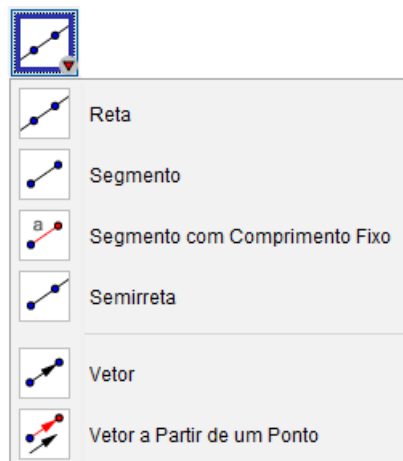 Reta
Segmento
a
Segmento com Comprimento Fixo
Semirreta
Vetor
Vetor a Partir de um Ponto